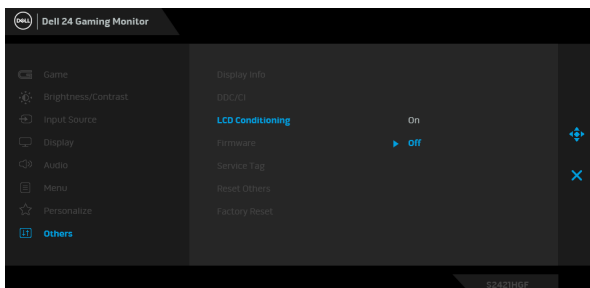 DELL Dell 24 Gaming Monitor
Game
Display Info
Brightness/Contrast
DDC/CI
Input Source
LCD Conditioning
On
Display
Firmware
Off
Audio
Service Tag
Menu
Reset Others
Personalize
Factory Reset
Others
S2421HGF